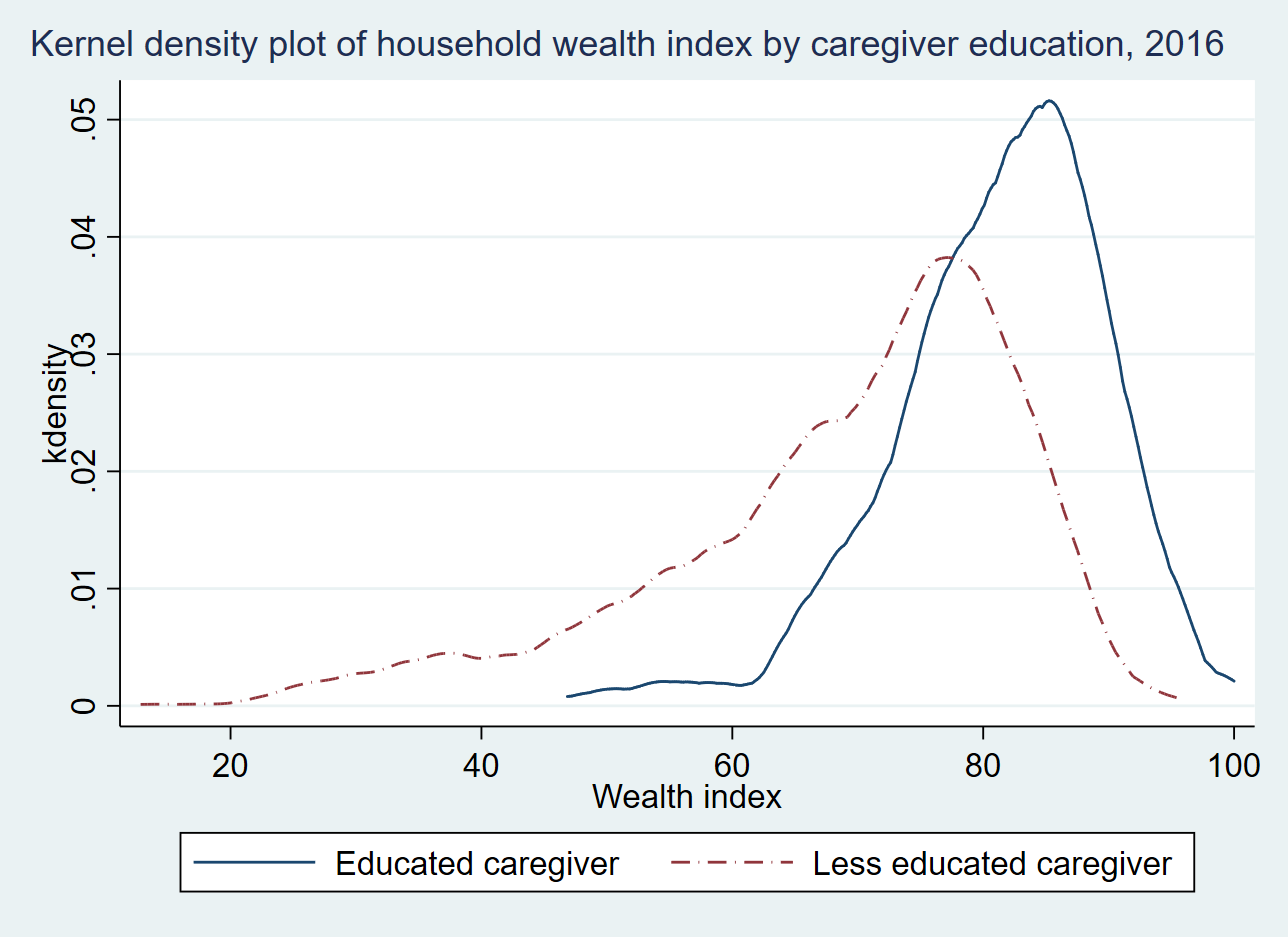 Kernel density plot of household wealth index by caregiver education, 2016
kdensity
.05
.04
.03
.02
.01
0
20 40 60 80 100
Wealth index
Educated caregiver Less educated caregiver